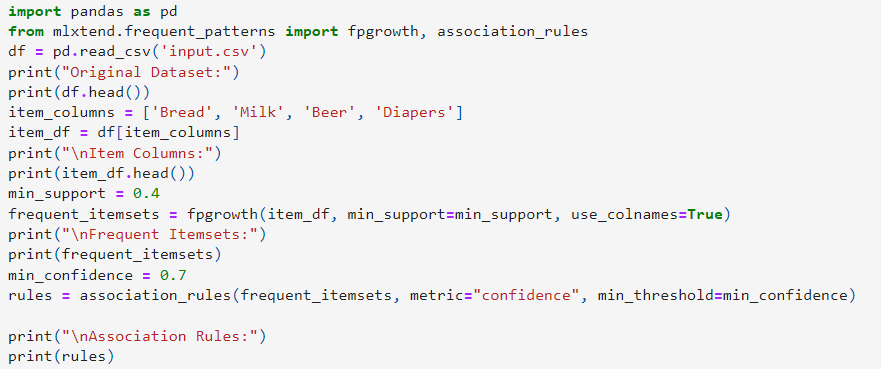 import pandas as pd
from mlxtend.frequent_patterns import fpgrowth, association_rules
df = pd.read_csv('input.csv')
print("Original Dataset:")
print(df.head())
item_columns = ['Bread', 'Milk', 'Beer', 'Diapers']
item_df = df[item_columns]
print("\nItem Columns:")
print(item_df.head())
min_support = 0.4
frequent_itemsets = fpgrowth(item_df, min_support=min_support, use_colnames=True)
print("\nFrequent Itemsets:")
print(frequent_itemsets)
min_confidence = 0.7
rules = association_rules(frequent_itemsets, metric="confidence", min_threshold=min_confidence)
print("\nAssociation Rules:")
print(rules)